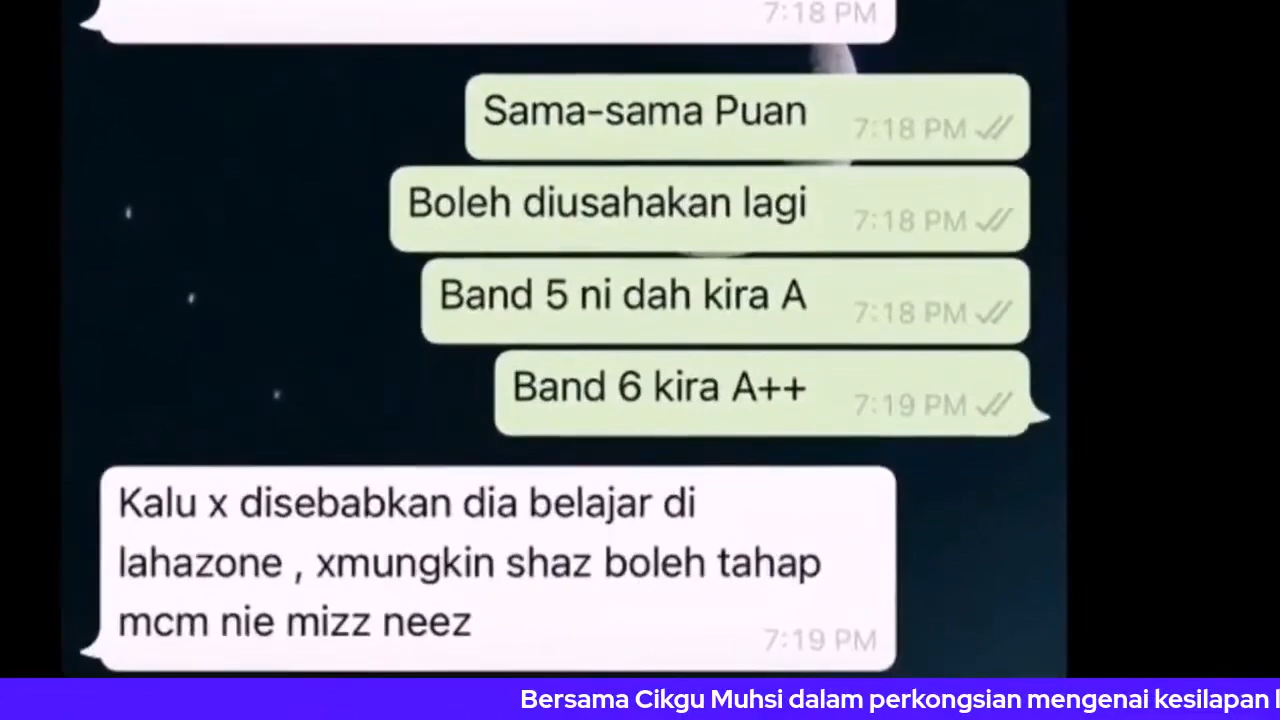 7:18 PM
Sama-sama Puan
7:18 PM
Boleh diusahakan lagi
7:18 PM
Band 5 ni dah kira A
7:18 PM
Band 6 kira A++
7:19 PM
Kalu x disebabkan dia belajar di
lahazone , xmungkin shaz boleh tahap
mcm nie mizz neez
7:19 PM
Bersama Cikgu Muhsi dalam perkongsian mengenai kesilapan